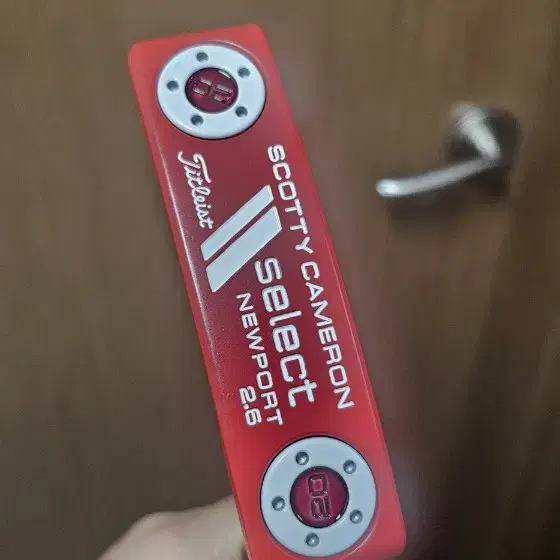 SCOTTY CAMERON
select
NEWPORT 2.6
Titleist